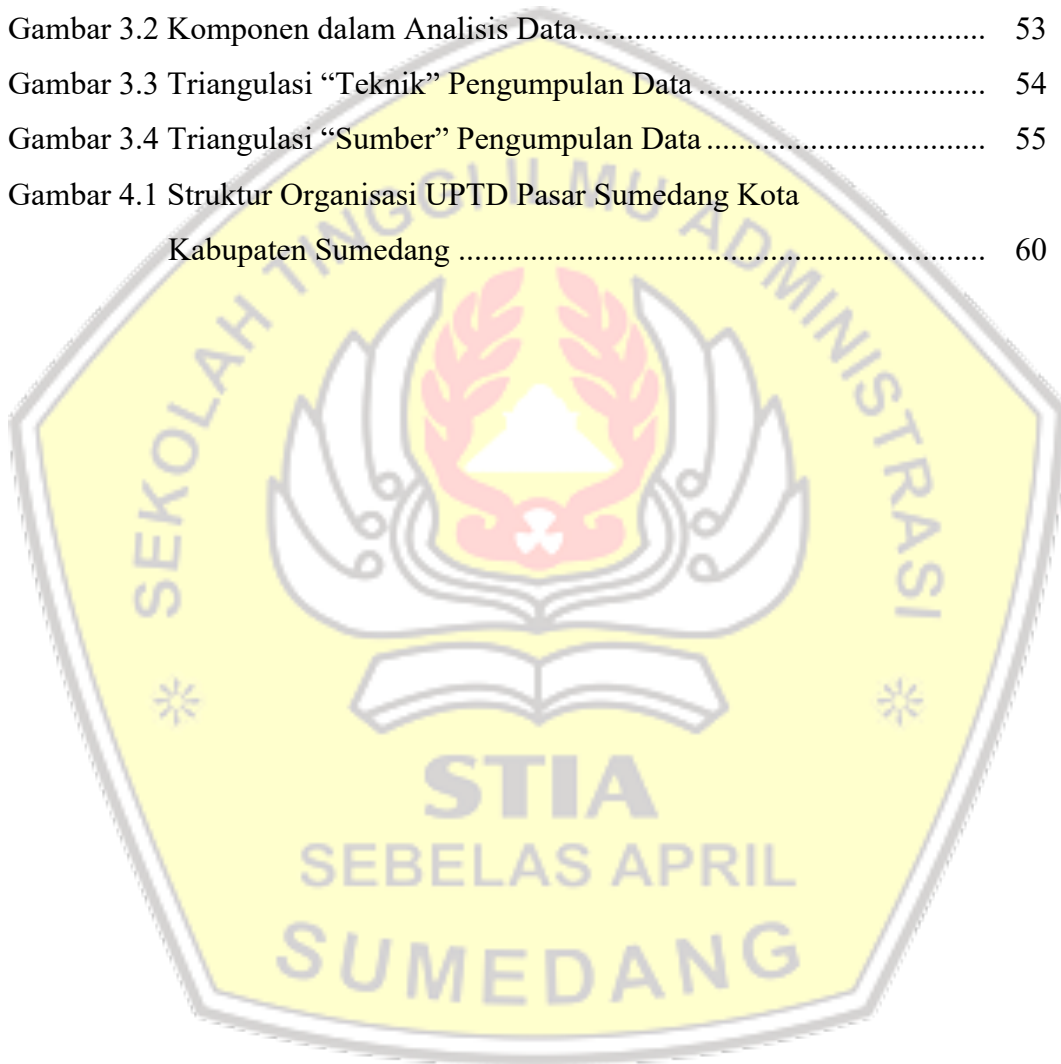 Gambar 3.2 Komponen dalam Analisis Data...................................................... 53
Gambar 3.3 Triangulasi “Teknik” Pengumpulan Data ..................................... 54
Gambar 3.4 Triangulasi “Sumber” Pengumpulan Data .................................... 55
Gambar 4.1 Struktur Organisasi UPTD Pasar Sumedang Kota
Kabupaten Sumedang ..................................................................... 60
SEKOLAH TINGGI ILMU ADMINISTRASI
STIA
SEBELAS APRIL
SUMEDANG